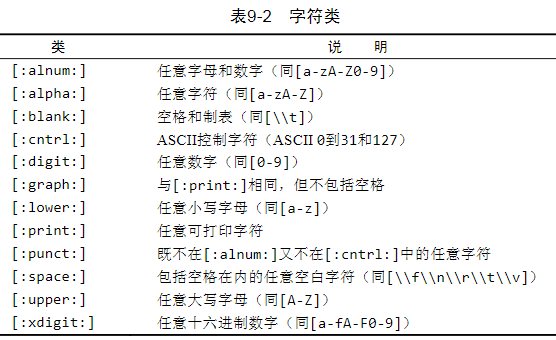 表9-2 字符类
类 说 明
[:alnum:] 任意字母和数字（同[a-zA-Z0-9]）
[:alpha:] 任意字符（同[a-zA-Z]）
[:blank:] 空格和制表（同[\\t]）
[:cntrl:] ASCII控制字符（ASCII 0到31和127）
[:digit:] 任意数字（同[0-9]）
[:graph:] 与[:print:]相同，但不包括空格
[:lower:] 任意小写字母（同[a-z]）
[:print:] 任意可打印字符
[:punct:] 既不在[:alnum:]又不在[:cntrl:]中的任意字符
[:space:] 包括空格在内的任意空白字符（同[\\f\\n\\r\\t\\v]）
[:upper:] 任意大写字母（同[A-Z]）
[:xdigit:] 任意十六进制数字（同[a-fA-F0-9]）